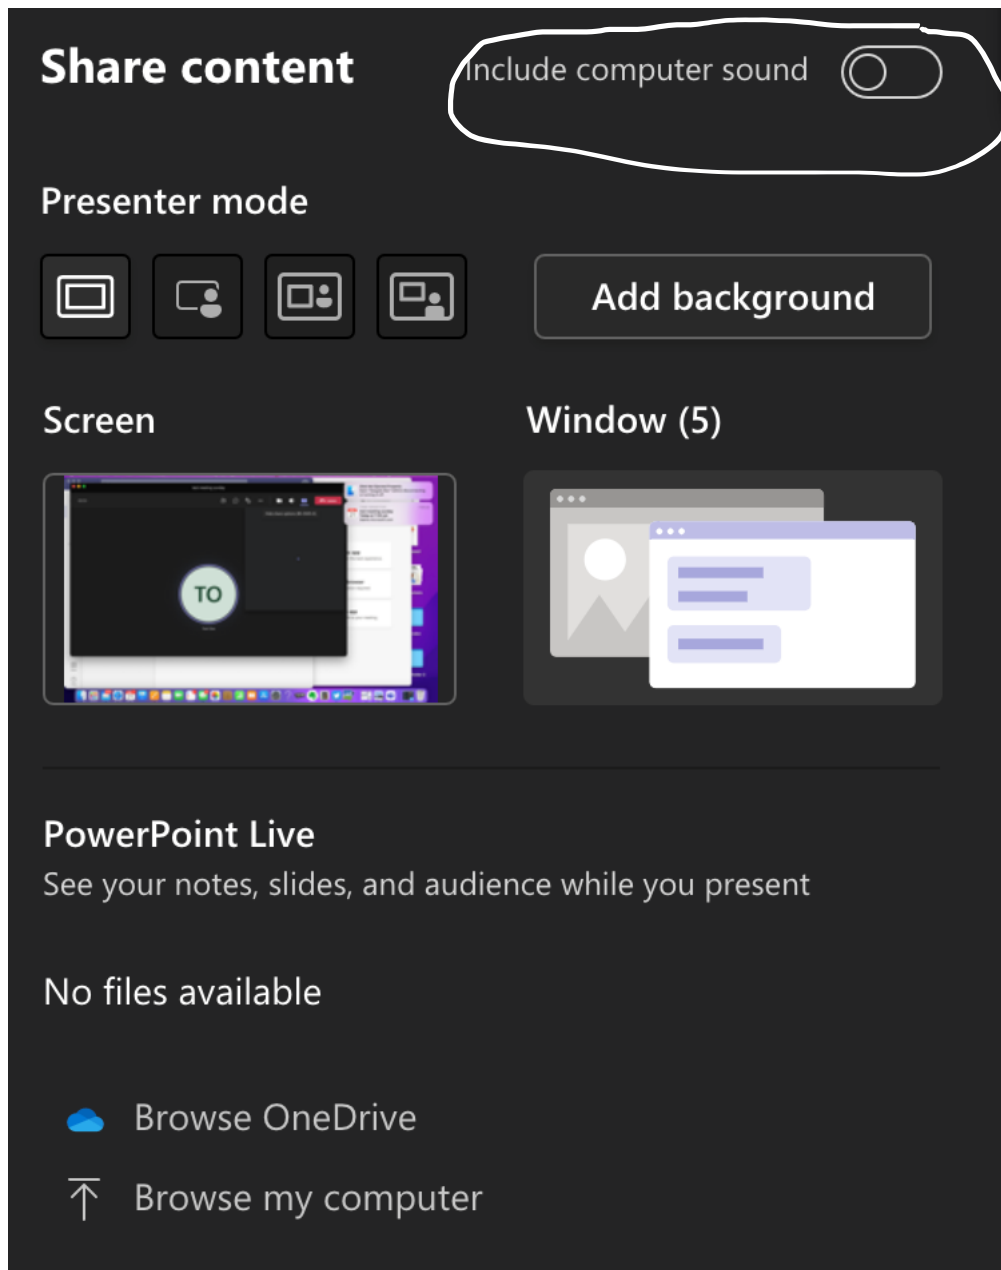 Share content
Include computer sound
Presenter mode
Add background
Screen
Window (5)
TO
PowerPoint Live
See your notes, slides, and audience while you present
No files available
Browse OneDrive
Browse my computer